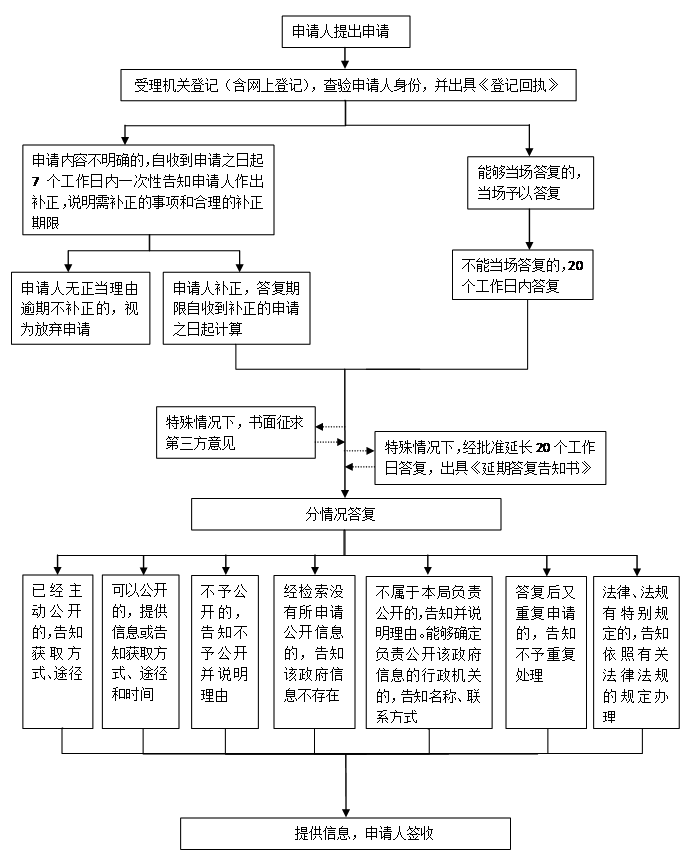 申请人提出申请
受理机关登记（含网上登记），查验申请人身份，并出具《登记回执》
申请内容不明确的，自收到申请之日起
7 个工作日内一次性告知申请人作出
补正，说明需补正的事项和合理的补正
期限
能够当场答复的，
当场予以答复
申请人无正当理由
逾期不补正的，视
为放弃申请
申请人补正，答复期
限自收到补正的申请
之日起计算
不能当场答复的，20
个工作日内答复
特殊情况下，书面征求
第三方意见
特殊情况下，经批准延长 20 个工作
日答复，出具《延期答复告知书》
分情况答复
已经主
动公开
的，告知
获取方
式、途径
可以公开
的，提供
信息或告
知获取方
式、途径
和时间
不予公
开的，
告知不
予公开
并说明
理由
经检索没
有所申请
公开信息
的，告知
该政府信
息不存在
不属于本局负责
公开的，告知并说
明理由。能够确定
负责公开该政府
信息的行政机关
的，告知名称、联
系方式
答复后又
重复申请
的，告知
不予重复
处理
法律、法规
有特别规
定的，告知
依照有关
法律法规
的规定办
理
提供信息，申请人签收